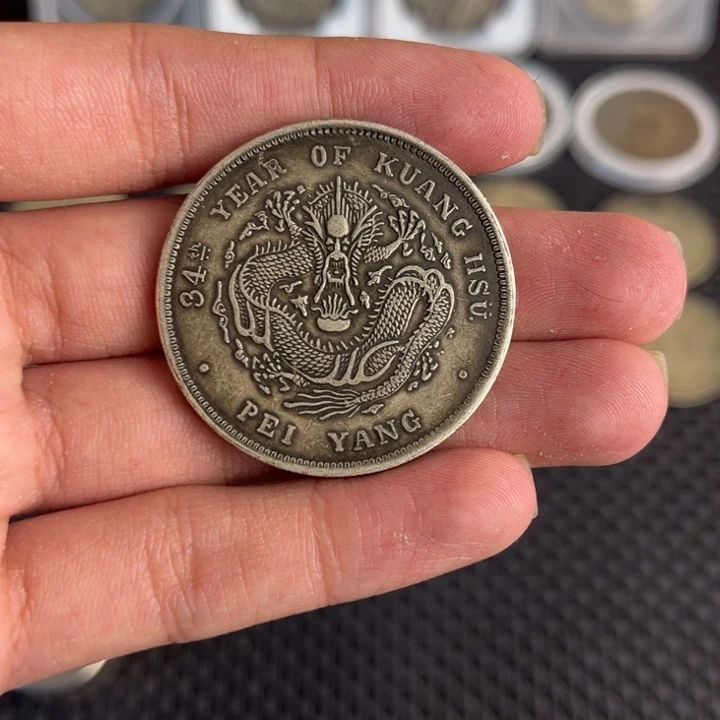 34th YEAR OF KUANG HSÜ
PEI YANG